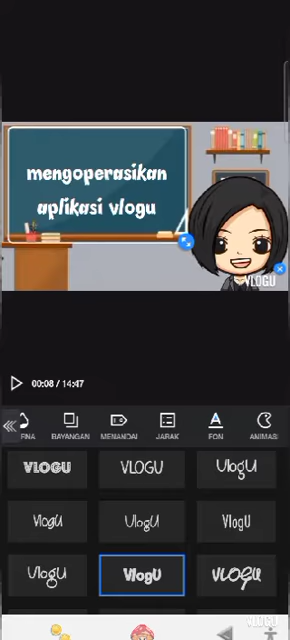 mengoperasikan
aplikasi vlogu
VLOGU
00:08 / 14:47
BAYANGAN MENANDAI JARAK FON ANIMASI
VLOGU VLOGU VlogU
VlogU VlogU VlogU
VlogU VlogU VLOGU
VLOGU